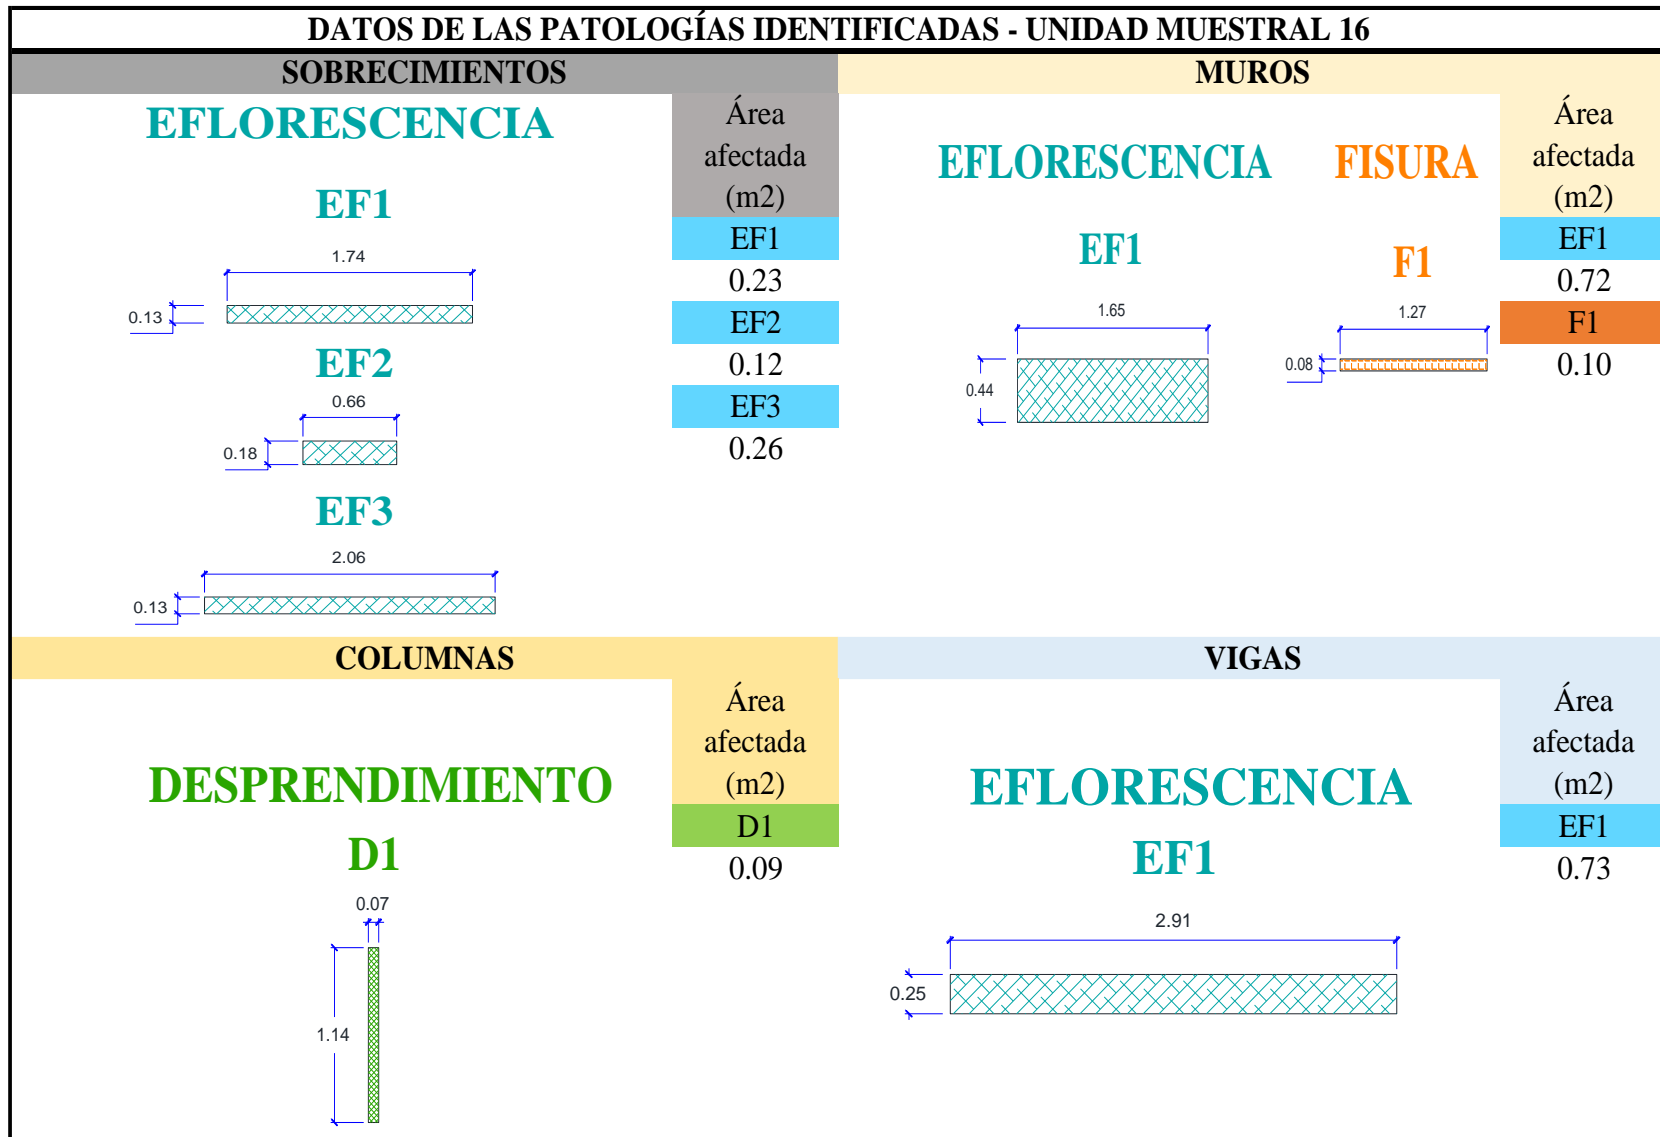 DATOS DE LAS PATOLOGÍAS IDENTIFICADAS - UNIDAD MUESTRAL 16
SOBRECIMIENTOS
EFLORESCENCIA
Área
afectada
(m2)
EF1
1.74
0.13
EF2
0.66
0.18
EF3
2.06
0.13
EF1
0.23
EF2
0.12
EF3
0.26
MUROS
EFLORESCENCIA
FISURA
Área
afectada
(m2)
EF1
1.65
0.44
F1
1.27
0.08
EF1
0.72
F1
0.10
COLUMNAS
DESPRENDIMIENTO
Área
afectada
(m2)
D1
0.07
1.14
D1
0.09
VIGAS
EFLORESCENCIA
Área
afectada
(m2)
EF1
2.91
0.25
EF1
0.73